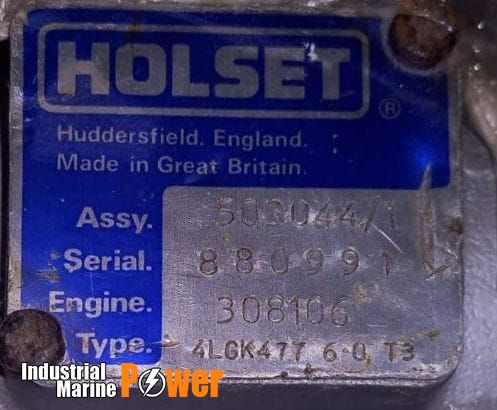 HOLSET ®
Huddersfield. England.
Made in Great Britain.
Assy. 503044/1
Serial. 880991
Engine. 308106
Type. 4LGK477 6·0 T3
Industrial Marine Power